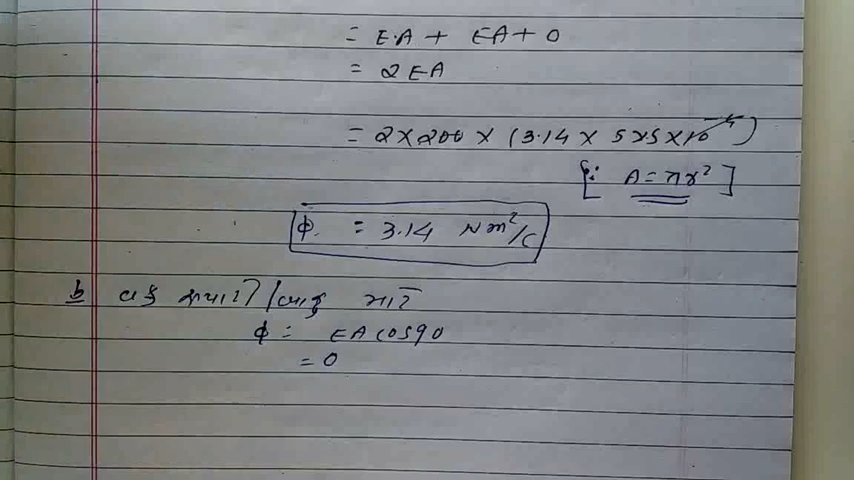 = E.A + EA + 0
= 2EA
= 2 × 200 × (3.14 × 5×5×10⁻⁴)
[∵ A = πr²]
Φ = 3.14 Nm²/C
b વક્ર સપાટી / માટે
Φ = EA cos90
= 0